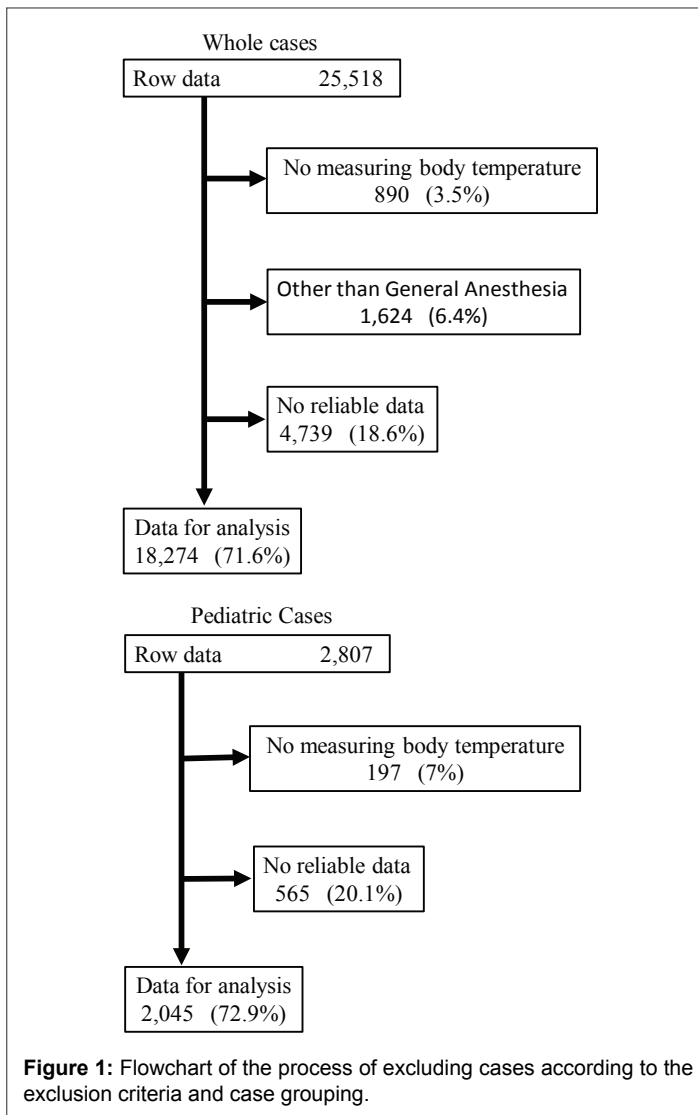 Whole cases
Row data 25,518
No measuring body temperature
890 (3.5%)
Other than General Anesthesia
1,624 (6.4%)
No reliable data
4,739 (18.6%)
Data for analysis
18,274 (71.6%)
Pediatric Cases
Row data 2,807
No measuring body temperature
197 (7%)
No reliable data
565 (20.1%)
Data for analysis
2,045 (72.9%)
Figure 1: Flowchart of the process of excluding cases according to the
exclusion criteria and case grouping.